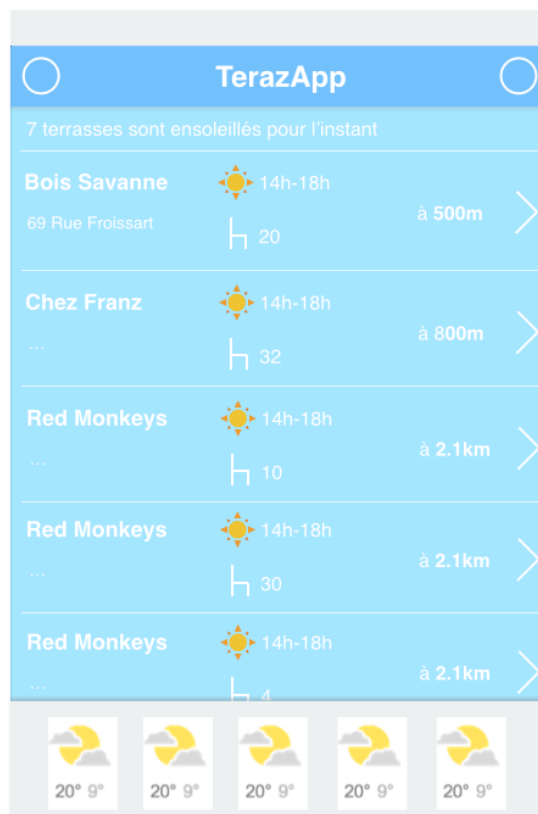 TerazApp
7 terrasses sont ensoleillés pour l'instant
Bois Savanne
14h-18h
69 Rue Froissart
20
à 500m
Chez Franz
14h-18h
...
32
à 800m
Red Monkeys
14h-18h
...
10
à 2.1km
Red Monkeys
14h-18h
...
30
à 2.1km
Red Monkeys
14h-18h
...
4
à 2.1km
20° 9° 20° 9° 20° 9° 20° 9° 20° 9°